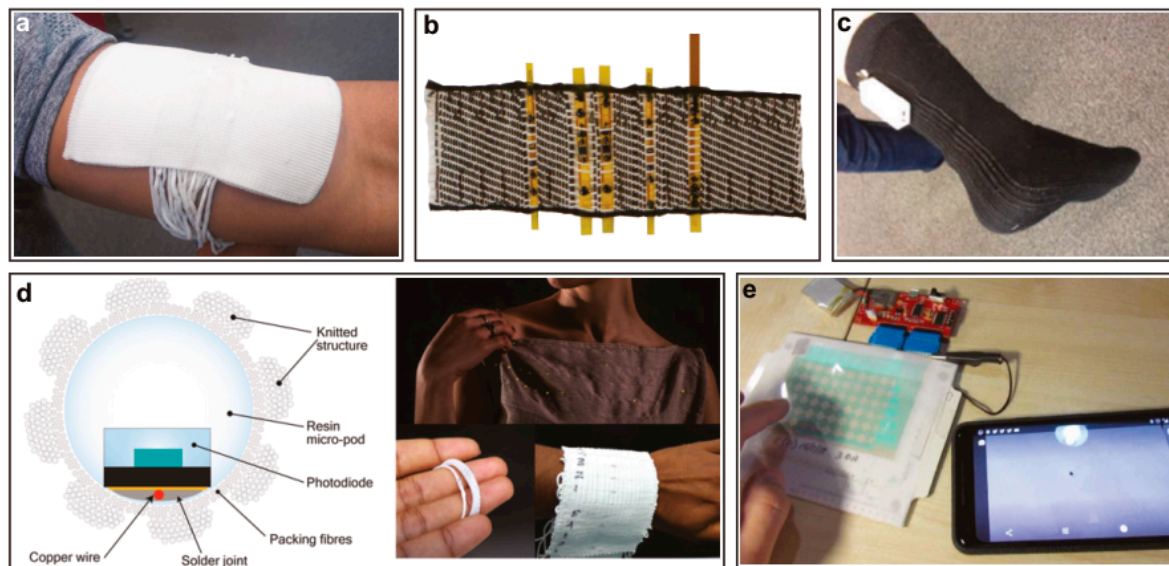 a
b
c
d
Knitted
structure
Resin
micro-pod
Photodiode
Packing fibres
Copper wire
Solder joint
e